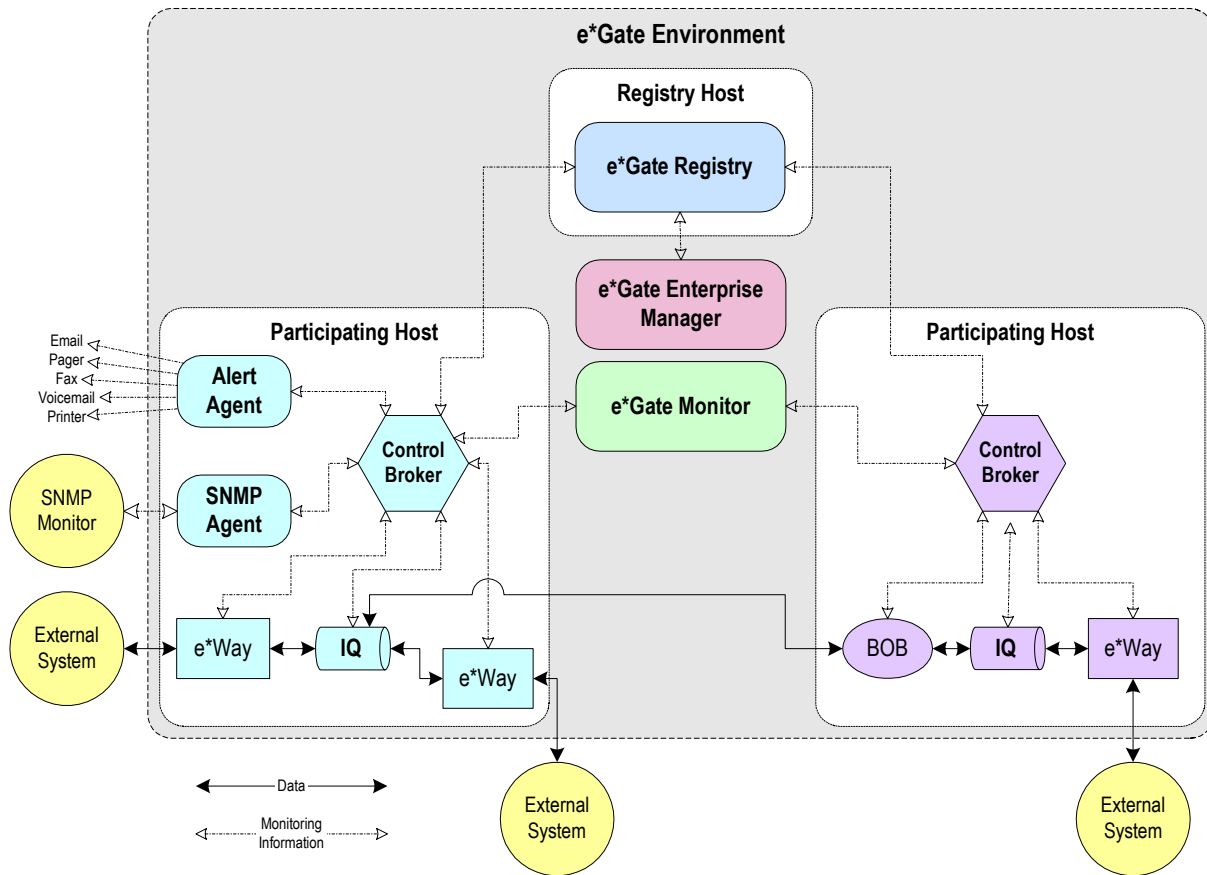 e*Gate Environment
Registry Host
e*Gate Registry
e*Gate Enterprise
Manager
e*Gate Monitor
Participating Host
Email
Pager
Fax
Voicemail
Printer
Alert
Agent
Control
Broker
SNMP
Monitor
SNMP
Agent
External
System
e*Way
IQ
e*Way
Participating Host
Control
Broker
BOB
IQ
e*Way
Data
Monitoring
Information
External
System
External
System